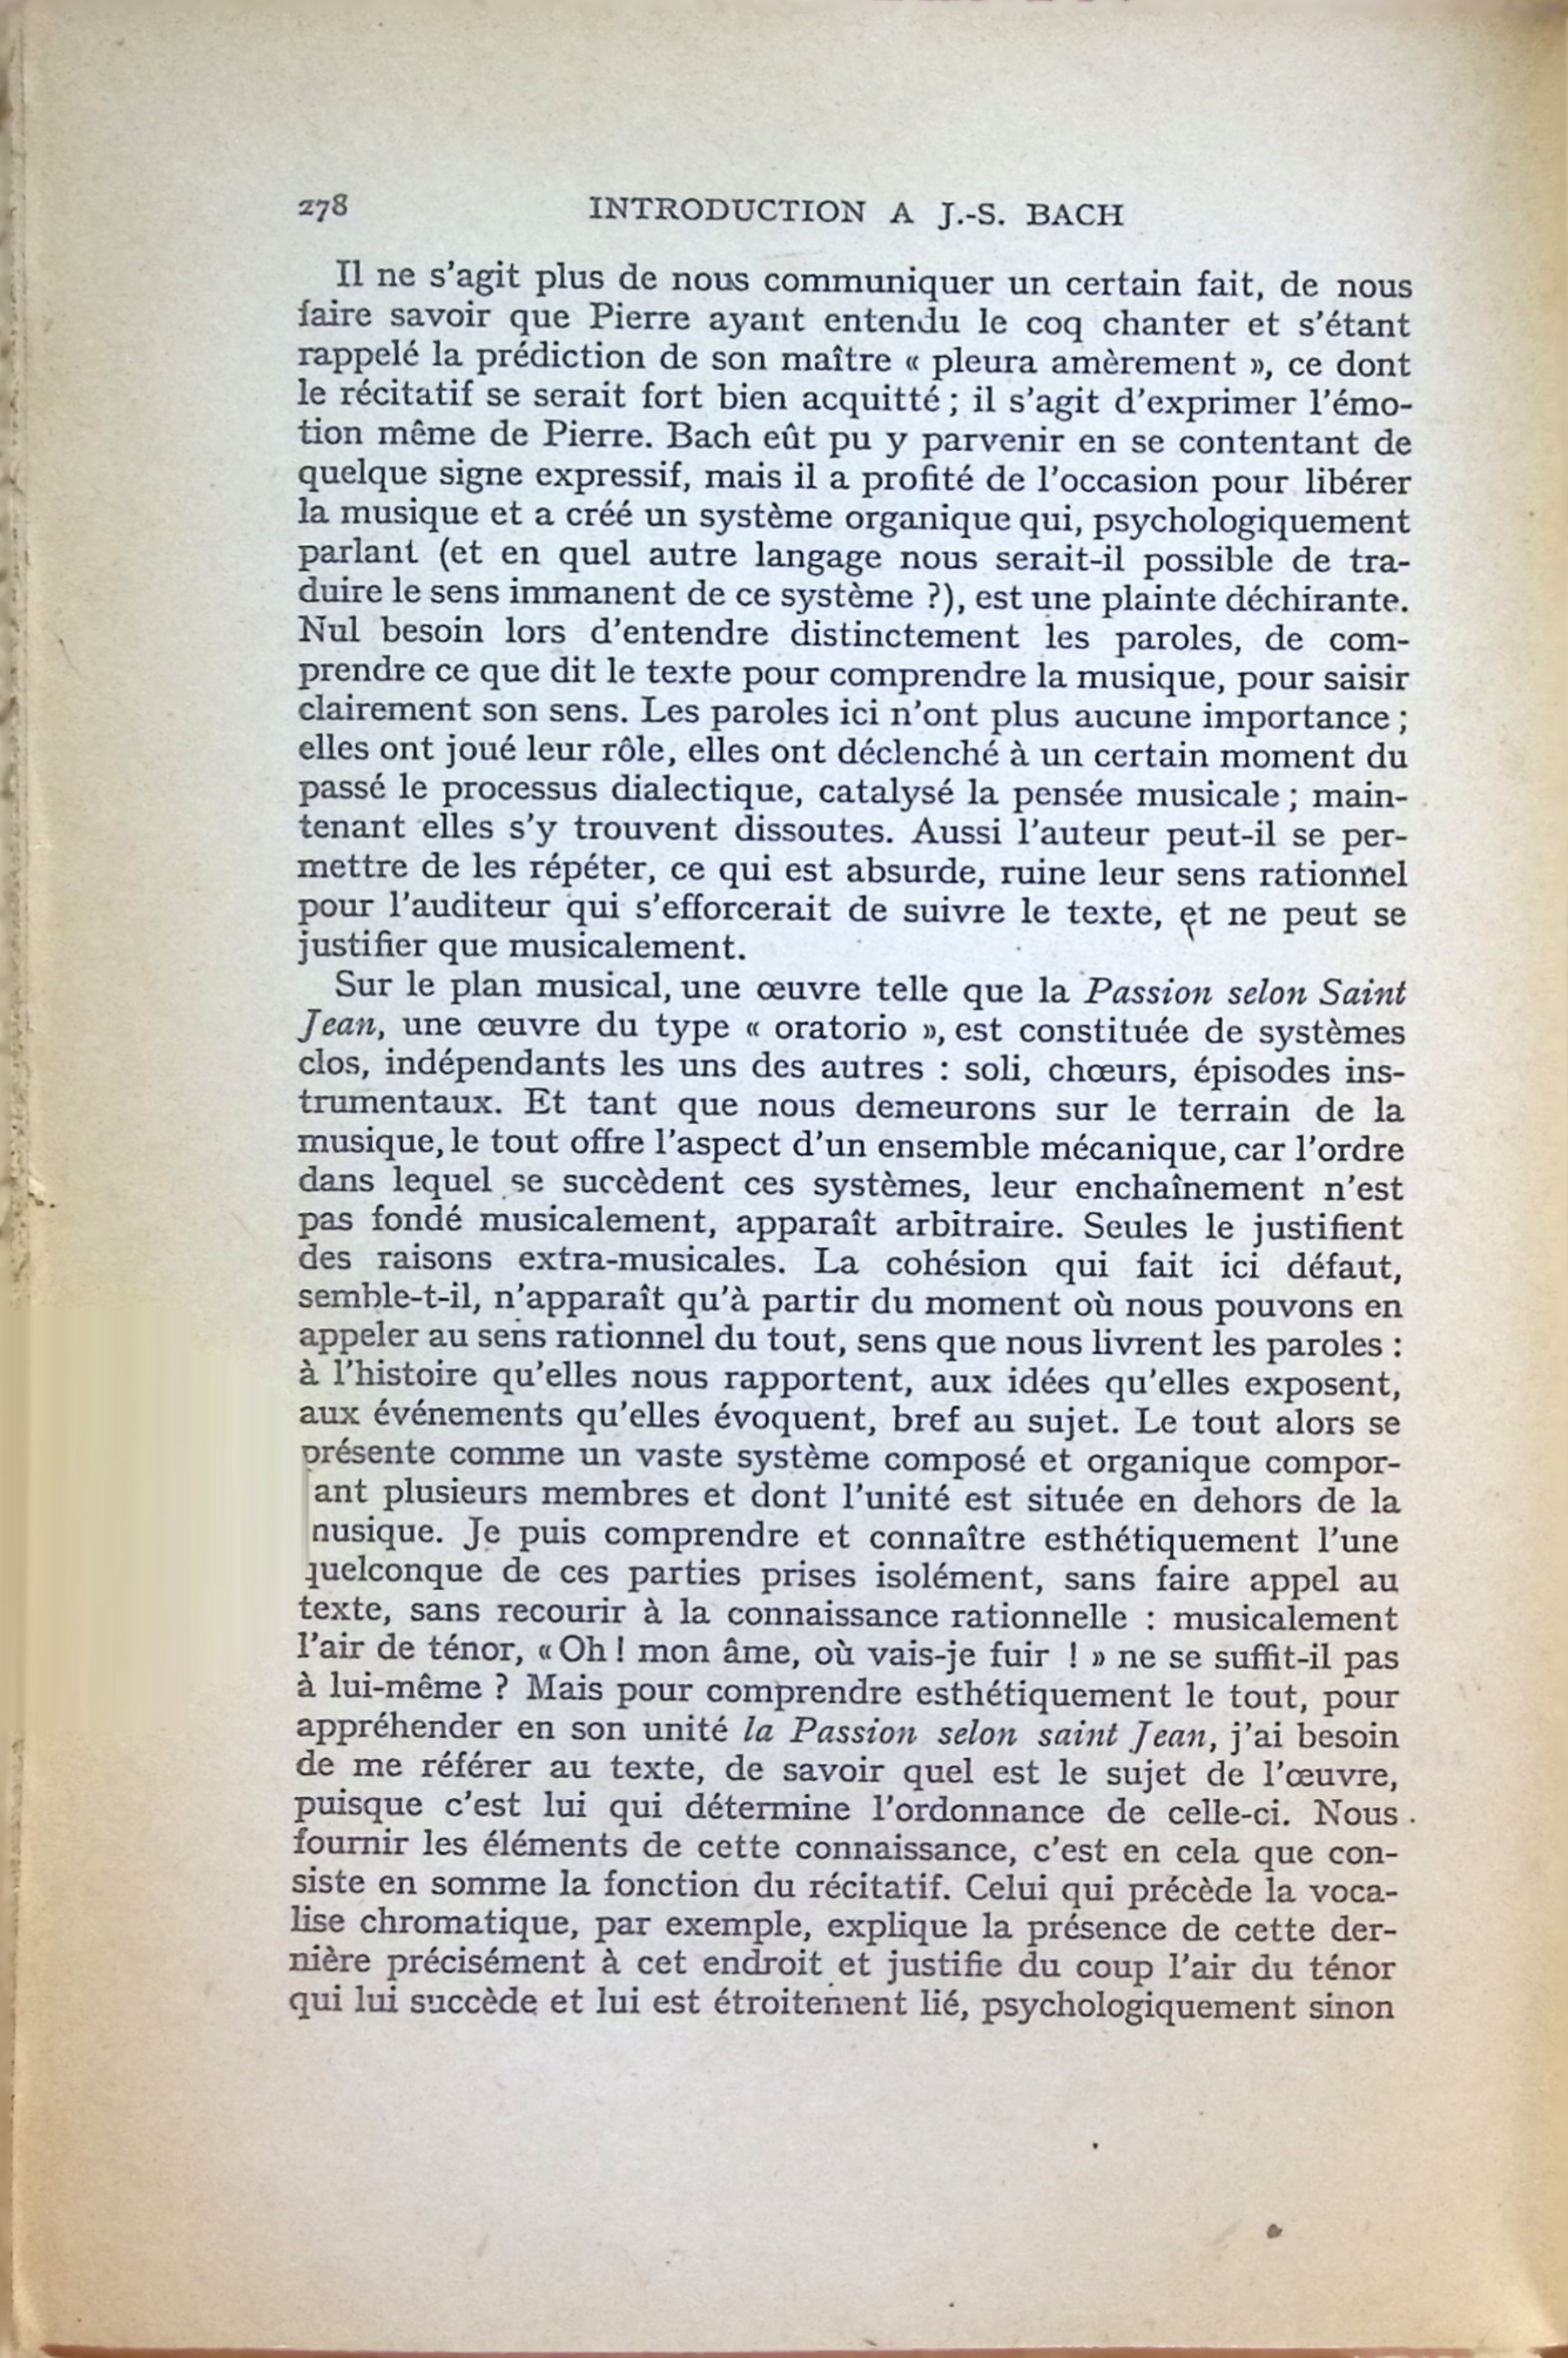 278 INTRODUCTION A J.-S. BACH
Il ne s'agit plus de nous communiquer un certain fait, de nous
faire savoir que Pierre ayant entendu le coq chanter et s'étant
rappelé la prédiction de son maître « pleura amèrement », ce dont
le récitatif se serait fort bien acquitté ; il s'agit d'exprimer l'émo-
tion même de Pierre. Bach eût pu y parvenir en se contentant de
quelque signe expressif, mais il a profité de l'occasion pour libérer
la musique et a créé un système organique qui, psychologiquement
parlant (et en quel autre langage nous serait-il possible de tra-
duire le sens immanent de ce système ?), est une plainte déchirante.
Nul besoin lors d'entendre distinctement les paroles, de com-
prendre ce que dit le texte pour comprendre la musique, pour saisir
clairement son sens. Les paroles ici n'ont plus aucune importance ;
elles ont joué leur rôle, elles ont déclenché à un certain moment du
passé le processus dialectique, catalysé la pensée musicale ; main-
tenant elles s'y trouvent dissoutes. Aussi l'auteur peut-il se per-
mettre de les répéter, ce qui est absurde, ruine leur sens rationnel
pour l'auditeur qui s'efforcerait de suivre le texte, et ne peut se
justifier que musicalement.
Sur le plan musical, une œuvre telle que la Passion selon Saint
Jean, une œuvre du type « oratorio », est constituée de systèmes
clos, indépendants les uns des autres : soli, chœurs, épisodes ins-
trumentaux. Et tant que nous demeurons sur le terrain de la
musique, le tout offre l'aspect d'un ensemble mécanique, car l'ordre
dans lequel se succèdent ces systèmes, leur enchaînement n'est
pas fondé musicalement, apparaît arbitraire. Seules le justifient
des raisons extra-musicales. La cohésion qui fait ici défaut,
semble-t-il, n'apparaît qu'à partir du moment où nous pouvons en
appeler au sens rationnel du tout, sens que nous livrent les paroles :
à l'histoire qu'elles nous rapportent, aux idées qu'elles exposent,
aux événements qu'elles évoquent, bref au sujet. Le tout alors se
présente comme un vaste système composé et organique compor-
ant plusieurs membres et dont l'unité est située en dehors de la
musique. Je puis comprendre et connaître esthétiquement l'une
quelconque de ces parties prises isolément, sans faire appel au
texte, sans recourir à la connaissance rationnelle : musicalement
l'air de ténor, « Oh ! mon âme, où vais-je fuir ! » ne se suffit-il pas
à lui-même ? Mais pour comprendre esthétiquement le tout, pour
appréhender en son unité la Passion selon saint Jean, j'ai besoin
de me référer au texte, de savoir quel est le sujet de l'œuvre,
puisque c'est lui qui détermine l'ordonnance de celle-ci. Nous
fournir les éléments de cette connaissance, c'est en cela que con-
siste en somme la fonction du récitatif. Celui qui précède la voca-
lise chromatique, par exemple, explique la présence de cette der-
nière précisément à cet endroit et justifie du coup l'air du ténor
qui lui succède et lui est étroitement lié, psychologiquement sinon